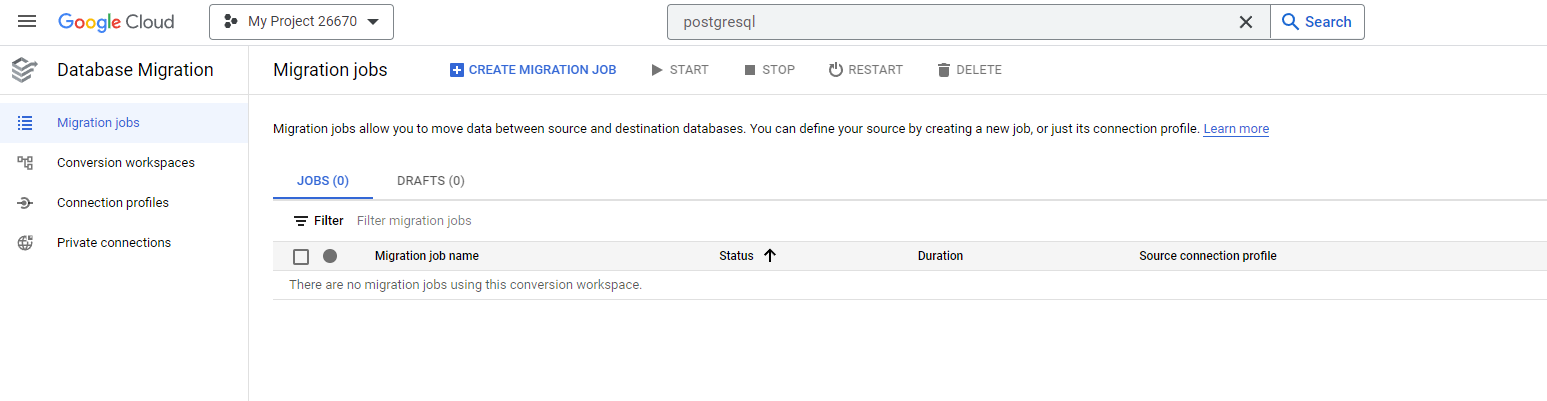 Google Cloud My Project 26670 postgresql Search
Database Migration
Migration jobs CREATE MIGRATION JOB START STOP RESTART DELETE
Migration jobs
Conversion workspaces
Connection profiles
Private connections
Migration jobs allow you to move data between source and destination databases. You can define your source by creating a new job, or just its connection profile. Learn more
JOBS (0) DRAFTS (0)
Filter Filter migration jobs
Migration job name Status Duration Source connection profile
There are no migration jobs using this conversion workspace.